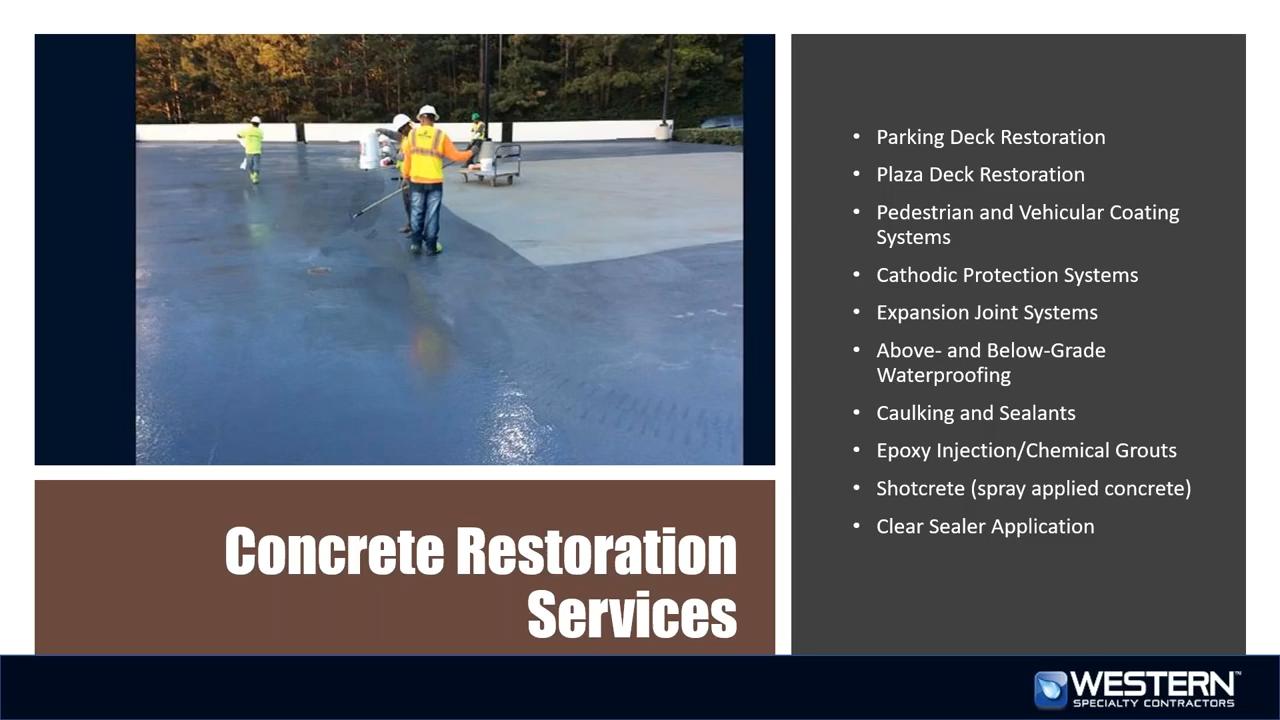 Concrete Restoration
Services
• Parking Deck Restoration
• Plaza Deck Restoration
• Pedestrian and Vehicular Coating
Systems
• Cathodic Protection Systems
• Expansion Joint Systems
• Above- and Below-Grade
Waterproofing
• Caulking and Sealants
• Epoxy Injection/Chemical Grouts
• Shotcrete (spray applied concrete)
• Clear Sealer Application
WESTERN™
SPECIALTY CONTRACTORS